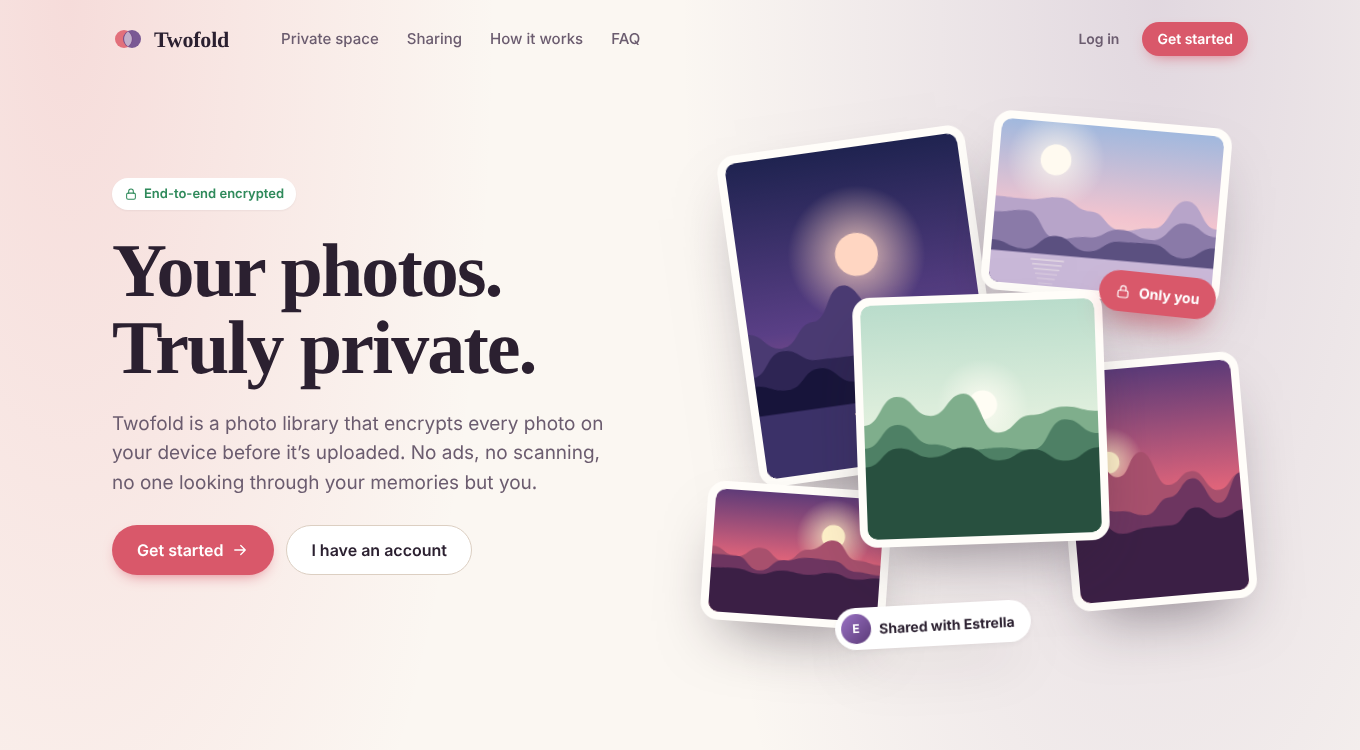 Twofold
Private space
Sharing
How it works
FAQ
Log in
Get started
End-to-end encrypted
Your photos.
Truly private.
Twofold is a photo library that encrypts every photo on
your device before it’s uploaded. No ads, no scanning,
no one looking through your memories but you.
Get started →
I have an account
Only you
E
Shared with Estrella